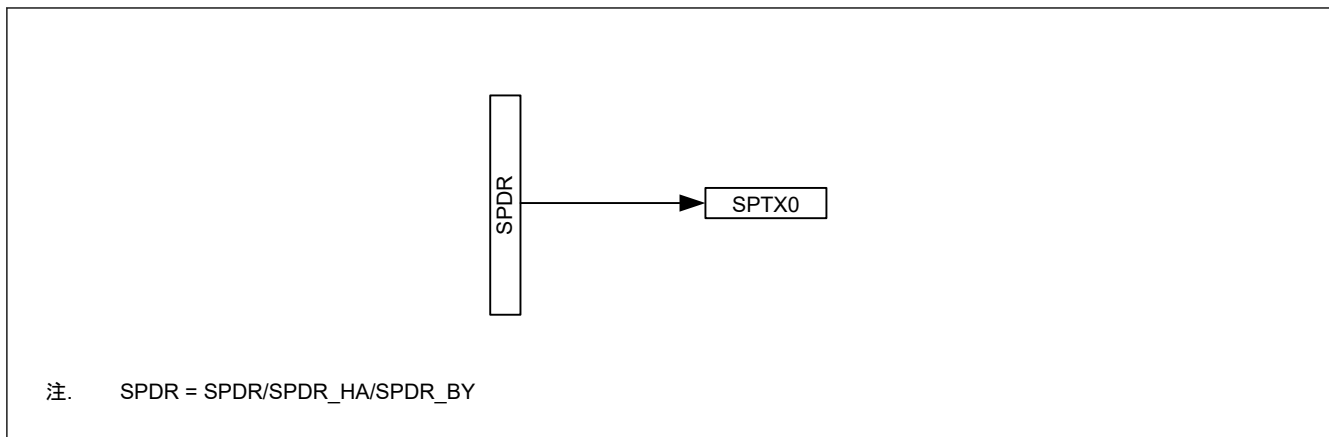 SPDR
SPTX0
注. SPDR = SPDR/SPDR_HA/SPDR_BY